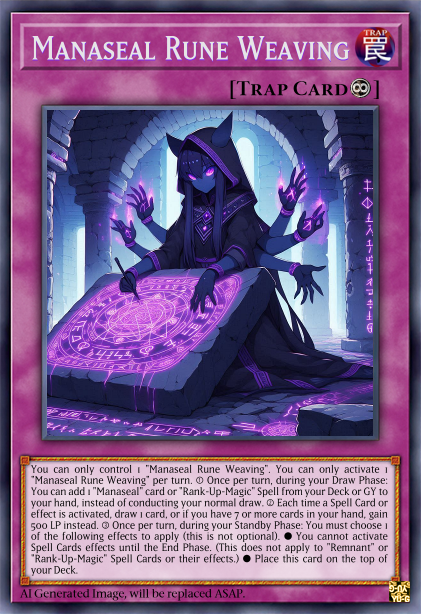 MANASEAL RUNE WEAVING
TRAP
罠
[TRAP CARD ]
You can only control 1 "Manaseal Rune Weaving". You can only activate 1
"Manaseal Rune Weaving" per turn. ① Once per turn, during your Draw Phase:
You can add 1 "Manaseal" card or "Rank-Up-Magic" Spell from your Deck or GY to
your hand, instead of conducting your normal draw. ② Each time a Spell Card or
effect is activated, draw 1 card, or if you have 7 or more cards in your hand, gain
500 LP instead. ③ Once per turn, during your Standby Phase: You must choose 1
of the following effects to apply (this is not optional). ● You cannot activate
Spell Cards effects until the End Phase. (This does not apply to "Remnant" or
"Rank-Up-Magic" Spell Cards or their effects.) ● Place this card on the top of
your Deck.
AI Generated Image, will be replaced ASAP.